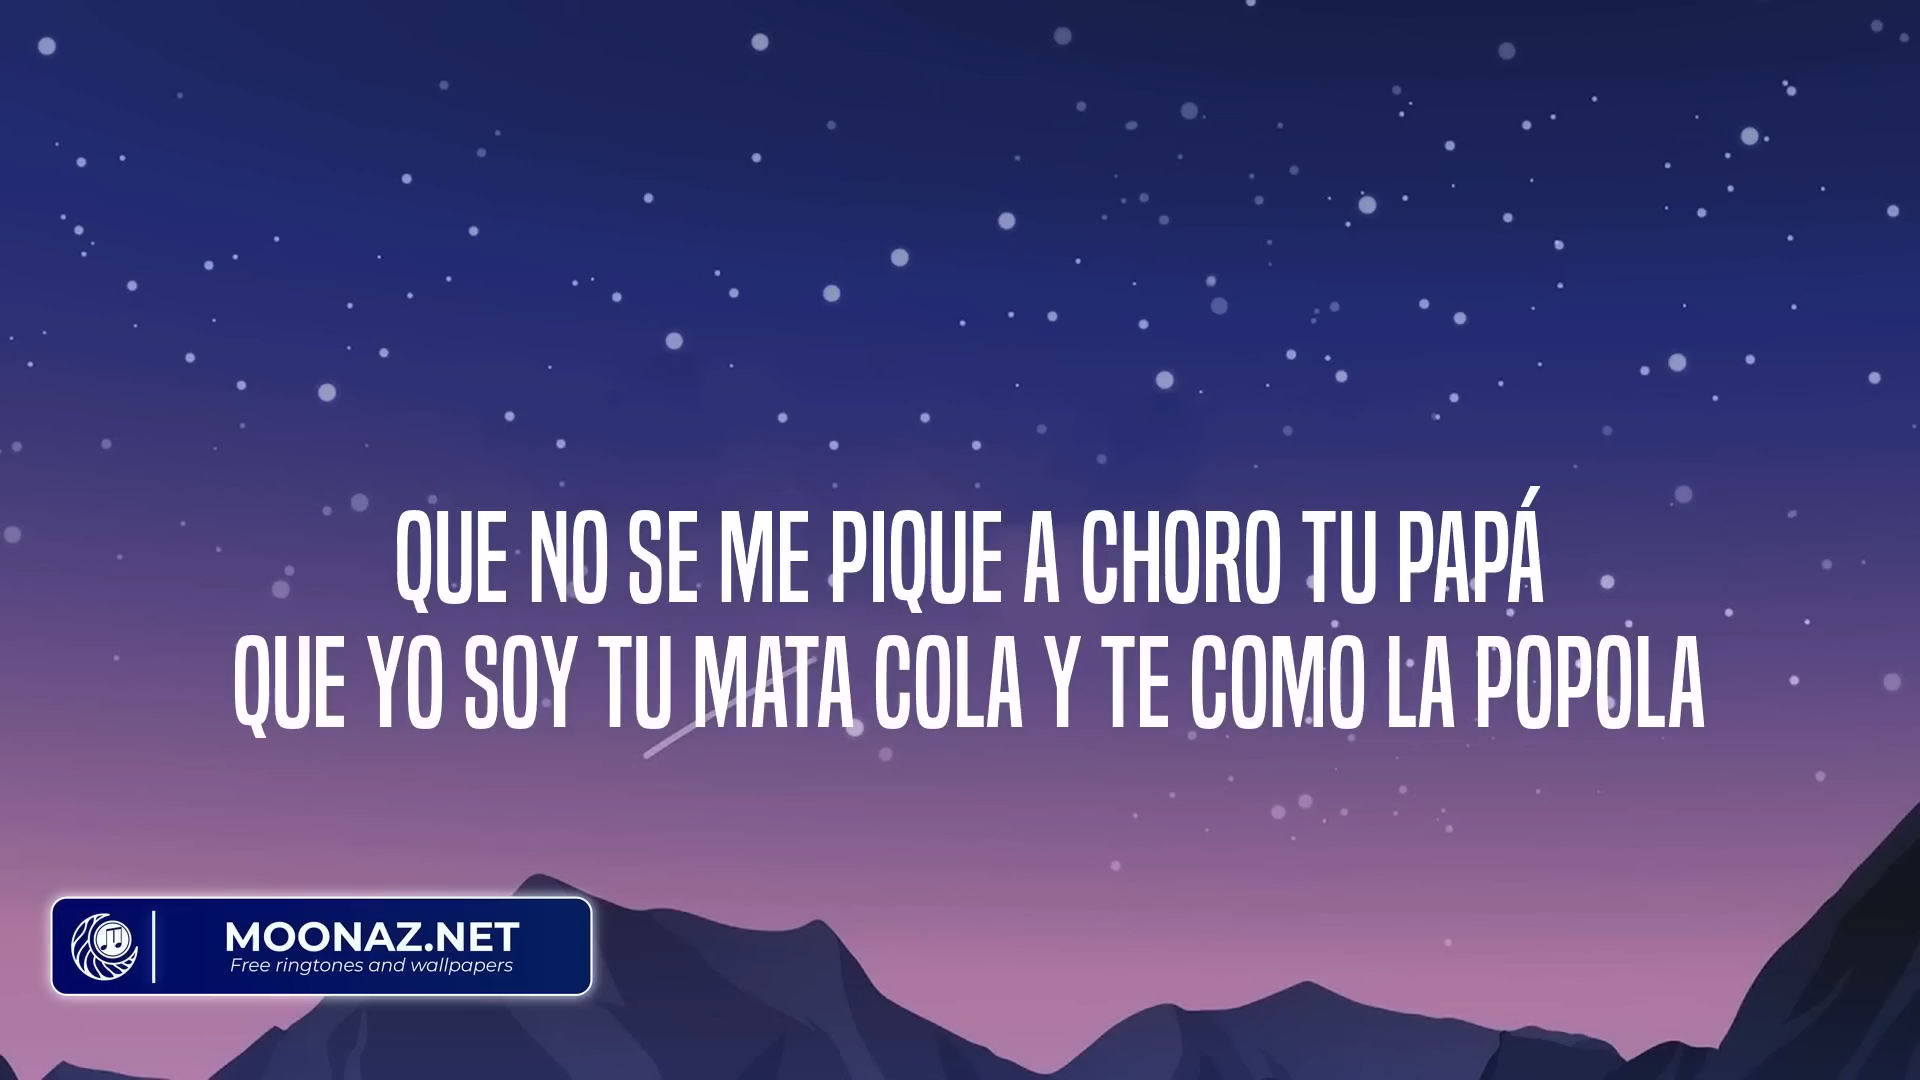 QUE NO SE ME PIQUE A CHORO TU PAPÁ
QUE YO SOY TU MATA COLA Y TE COMO LA POPOLA
MOONAZ.NET
Free ringtones and wallpapers